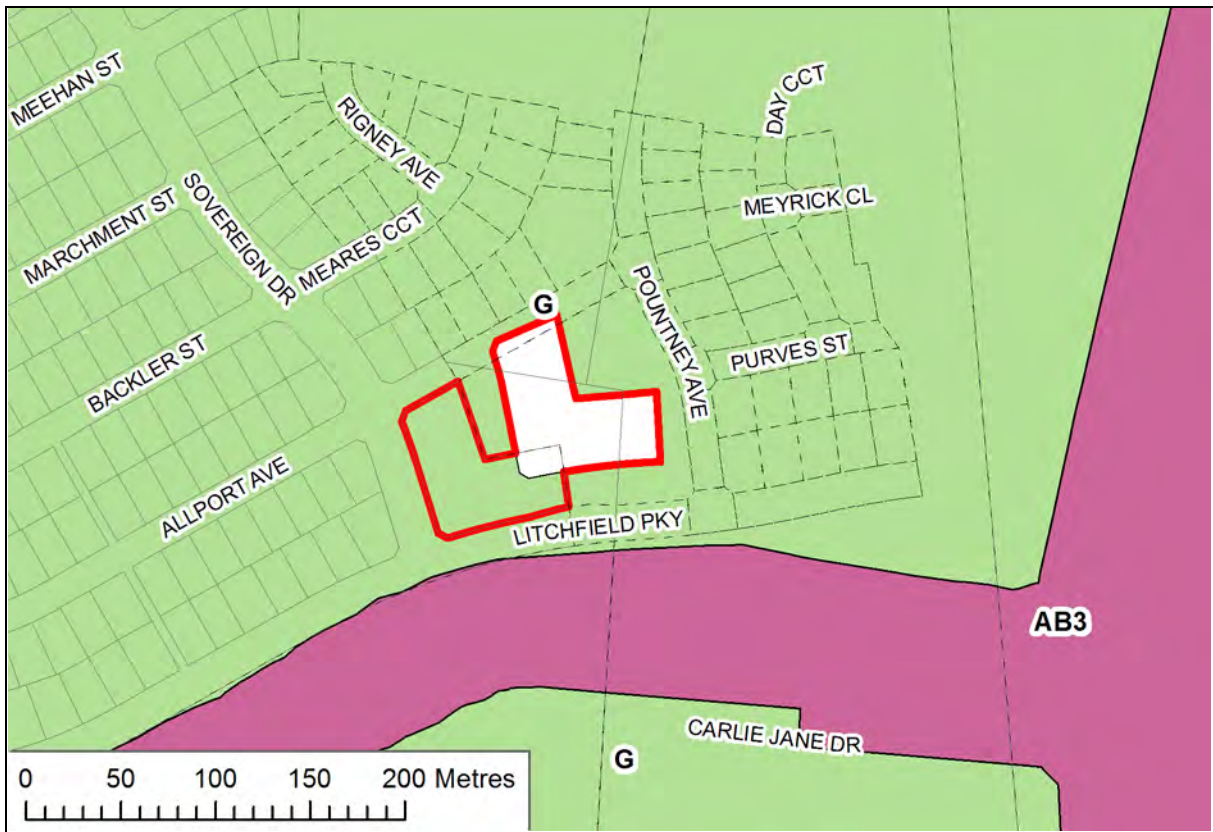 MEEHAN ST
DAY CCT
RIGNEY AVE
MEYRICK CL
MARCHMENT ST
SOVEREIGN DR
MEARES CCT
G
POUNTNEY AVE
PURVES ST
BACKLER ST
ALLPORT AVE
LITCHFIELD PKY
AB3
CARLIE JANE DR
G
0 50 100 150 200 Metres